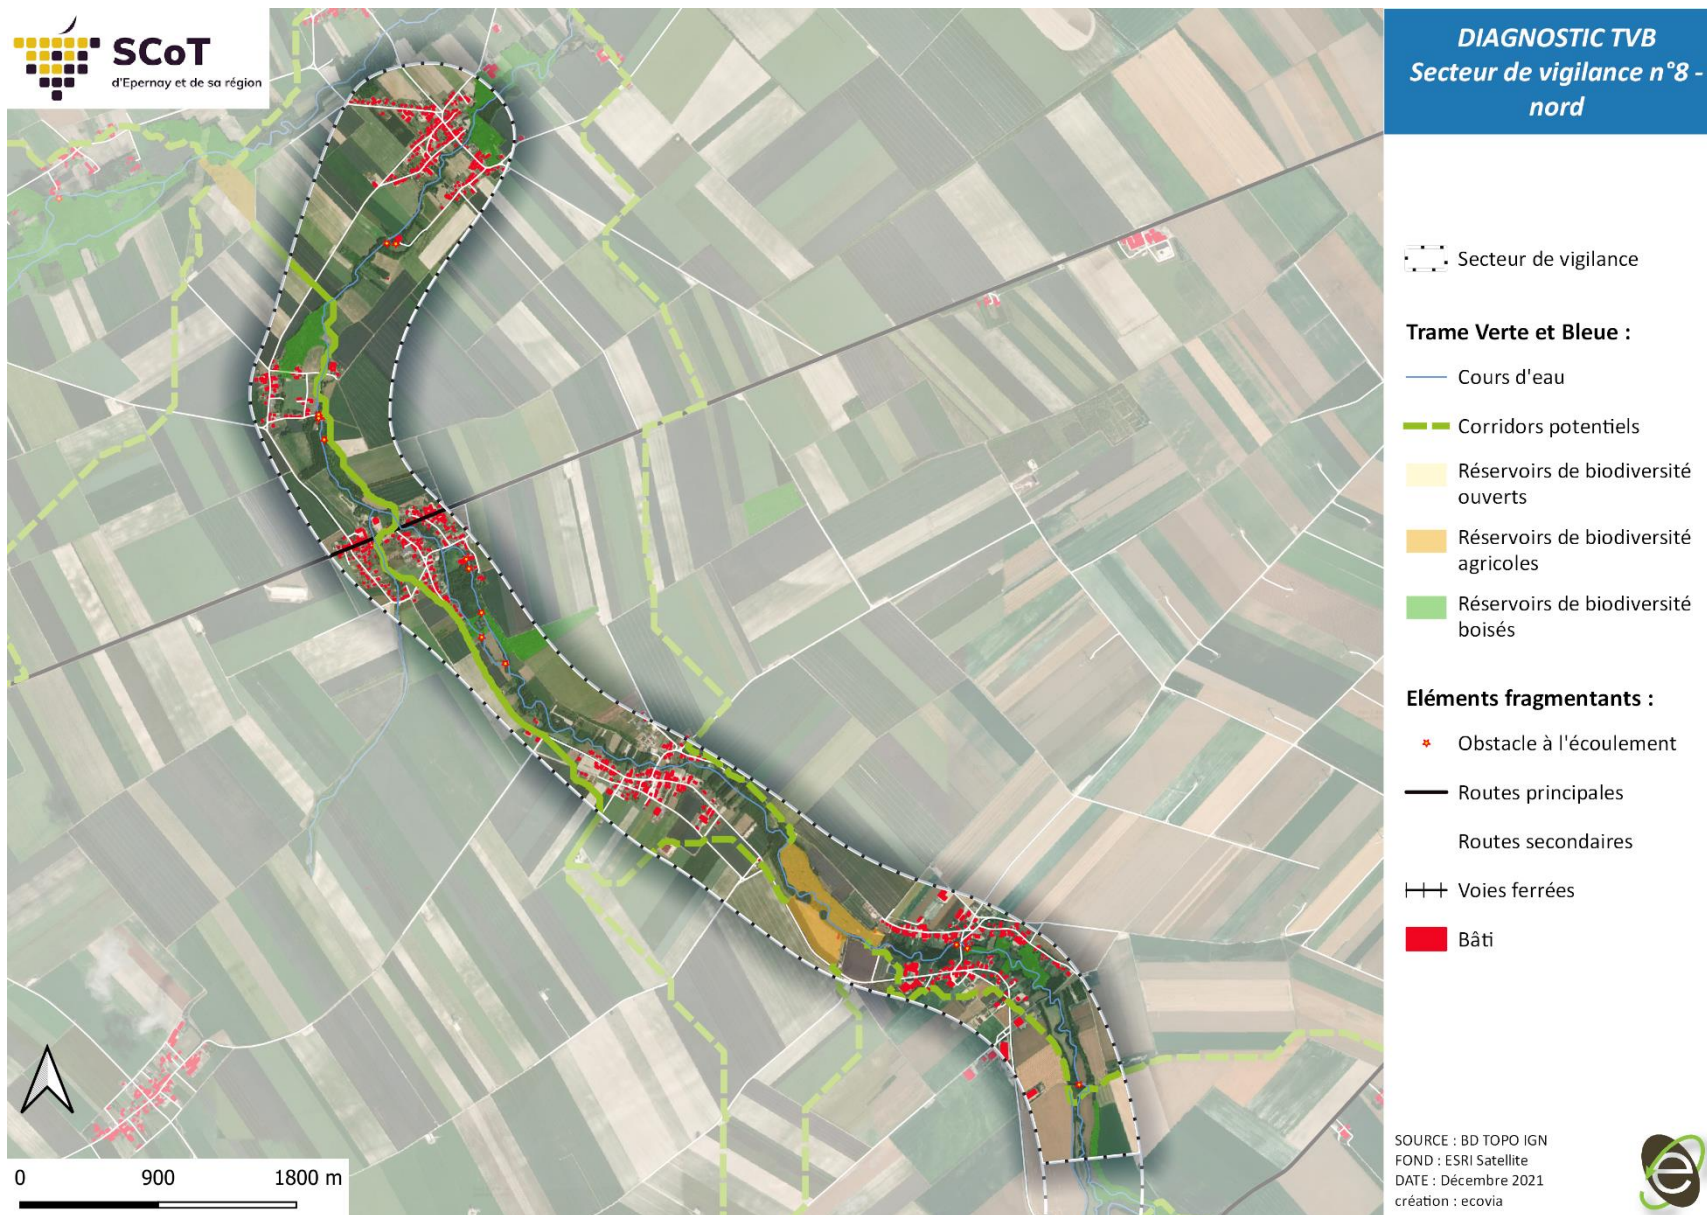 SCoT
d'Epernay et de sa région
DIAGNOSTIC TVB
Secteur de vigilance n°8 -
nord
Secteur de vigilance
Trame Verte et Bleue :
Cours d'eau
Corridors potentiels
Réservoirs de biodiversité
ouverts
Réservoirs de biodiversité
agricoles
Réservoirs de biodiversité
boisés
Eléments fragmentants :
Obstacle à l'écoulement
Routes principales
Routes secondaires
Voies ferrées
Bâti
0 900 1800 m
SOURCE : BD TOPO IGN
FOND : ESRI Satellite
DATE : Décembre 2021
création : ecovia